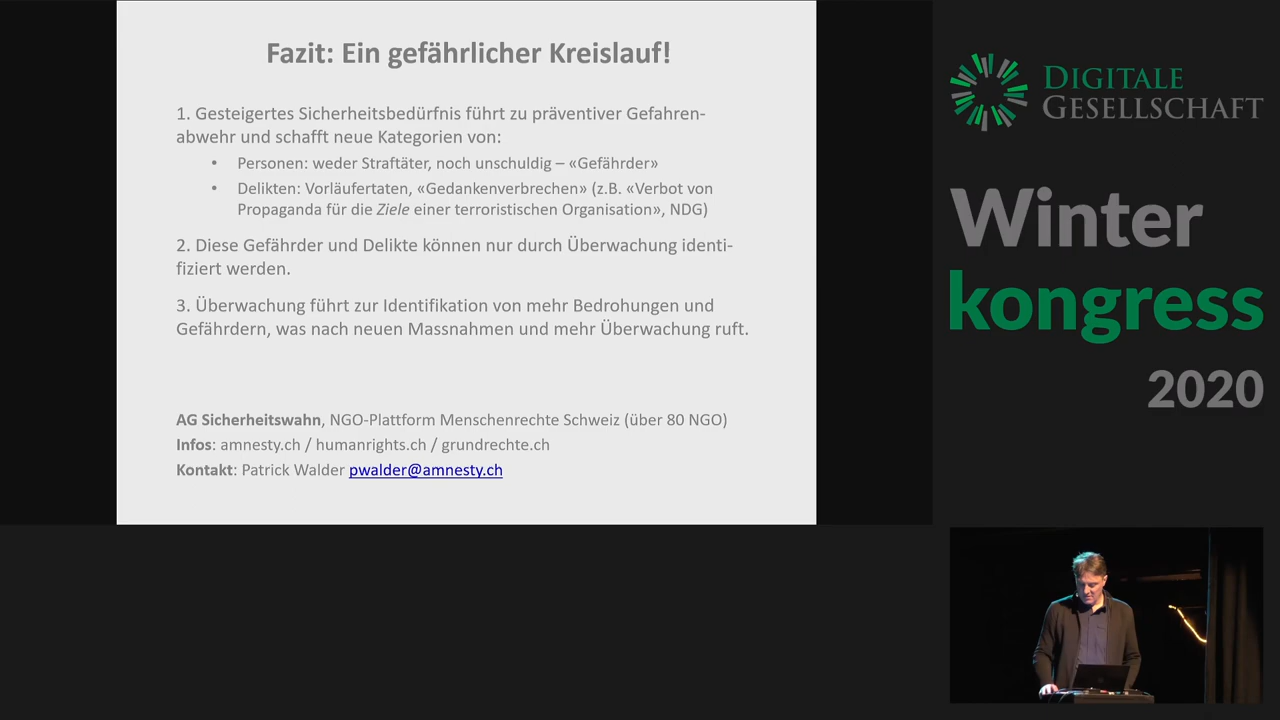 Fazit: Ein gefährlicher Kreislauf!
1. Gesteigertes Sicherheitsbedürfnis führt zu präventiver Gefahren-
abwehr und schafft neue Kategorien von:
• Personen: weder Straftäter, noch unschuldig – «Gefährder»
• Delikten: Vorläufertaten, «Gedankenverbrechen» (z.B. «Verbot von
Propaganda für die Ziele einer terroristischen Organisation», NDG)
2. Diese Gefährder und Delikte können nur durch Überwachung identi-
fiziert werden.
3. Überwachung führt zur Identifikation von mehr Bedrohungen und
Gefährdern, was nach neuen Massnahmen und mehr Überwachung ruft.
AG Sicherheitswahn, NGO-Plattform Menschenrechte Schweiz (über 80 NGO)
Infos: amnesty.ch / humanrights.ch / grundrechte.ch
Kontakt: Patrick Walder pwalder@amnesty.ch
DIGITALE
GESELLSCHAFT
Winter
kongress
2020